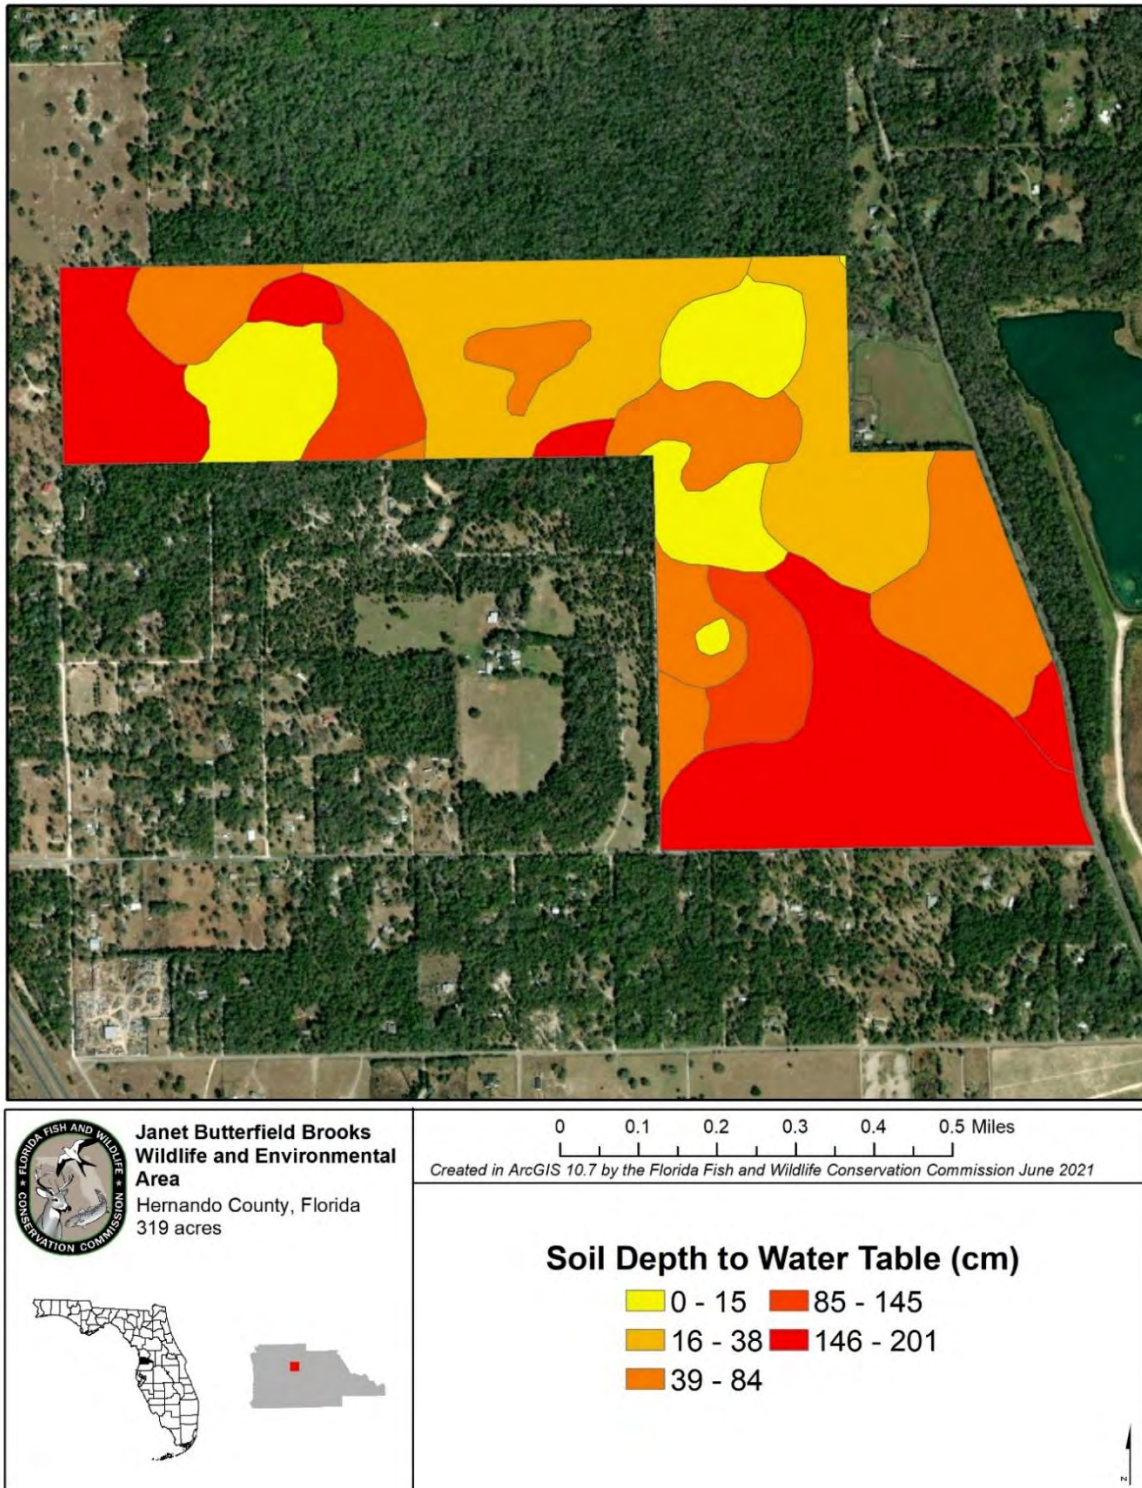 FLORIDA FISH AND WILDLIFE
CONSERVATION COMMISSION
Janet Butterfield Brooks
Wildlife and Environmental
Area
Hernando County, Florida
319 acres
0 0.1 0.2 0.3 0.4 0.5 Miles
Created in ArcGIS 10.7 by the Florida Fish and Wildlife Conservation Commission June 2021
Soil Depth to Water Table (cm)
0 - 15 85 - 145
16 - 38 146 - 201
39 - 84
N